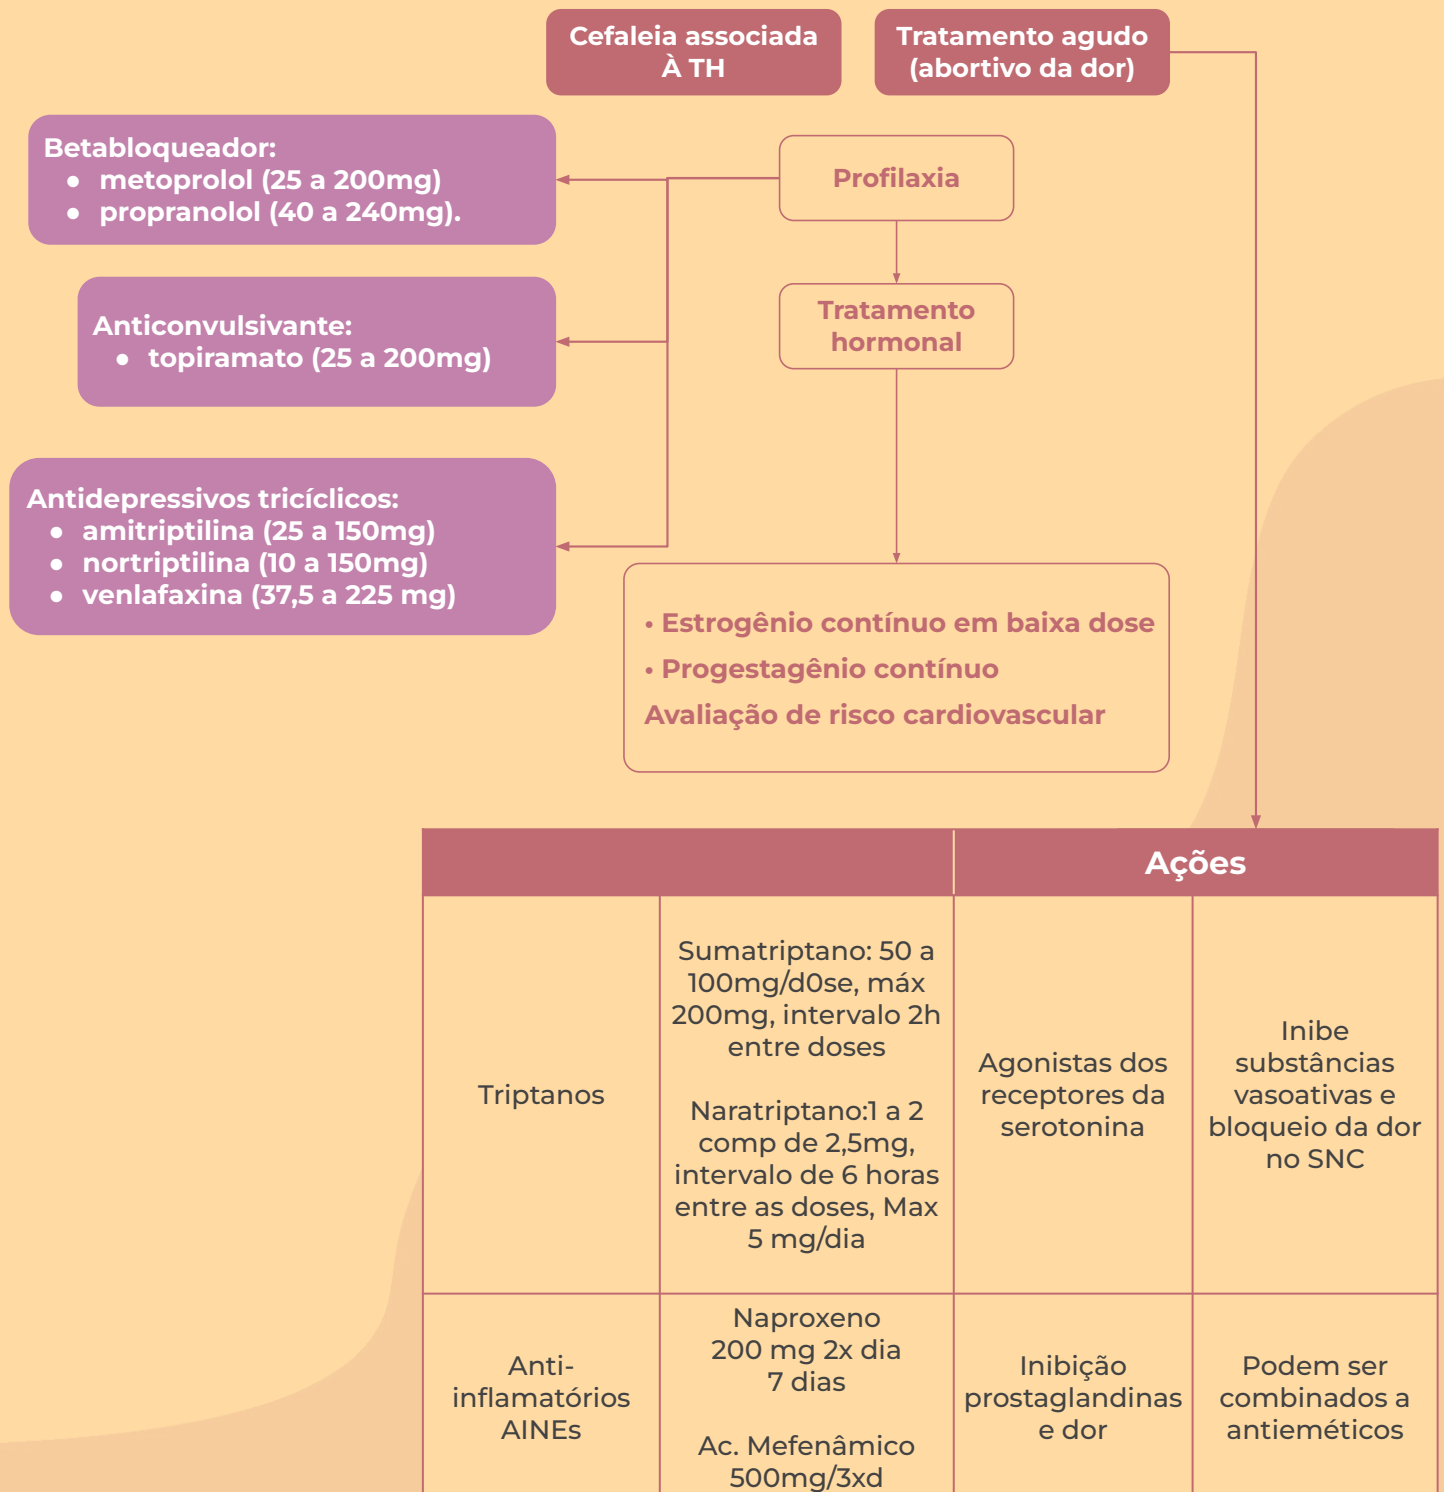 Cefaleia associada
À TH
Tratamento agudo
(abortivo da dor)
Betabloqueador:
● metoprolol (25 a 200mg)
● propranolol (40 a 240mg).
Profilaxia
Anticonvulsivante:
● topiramato (25 a 200mg)
Tratamento
hormonal
Antidepressivos tricíclicos:
● amitriptilina (25 a 150mg)
● nortriptilina (10 a 150mg)
● venlafaxina (37,5 a 225 mg)
• Estrogênio contínuo em baixa dose
• Progestagênio contínuo
Avaliação de risco cardiovascular
Ações
Triptanos
Sumatriptano: 50 a
100mg/d0se, máx
200mg, intervalo 2h
entre doses
Naratriptano:1 a 2
comp de 2,5mg,
intervalo de 6 horas
entre as doses, Max
5 mg/dia
Agonistas dos
receptores da
serotonina
Inibe
substâncias
vasoativas e
bloqueio da dor
no SNC
Anti-
inflamatórios
AINEs
Naproxeno
200 mg 2x dia
7 dias
Ac. Mefenâmico
500mg/3xd
Inibição
prostaglandinas
e dor
Podem ser
combinados a
antieméticos